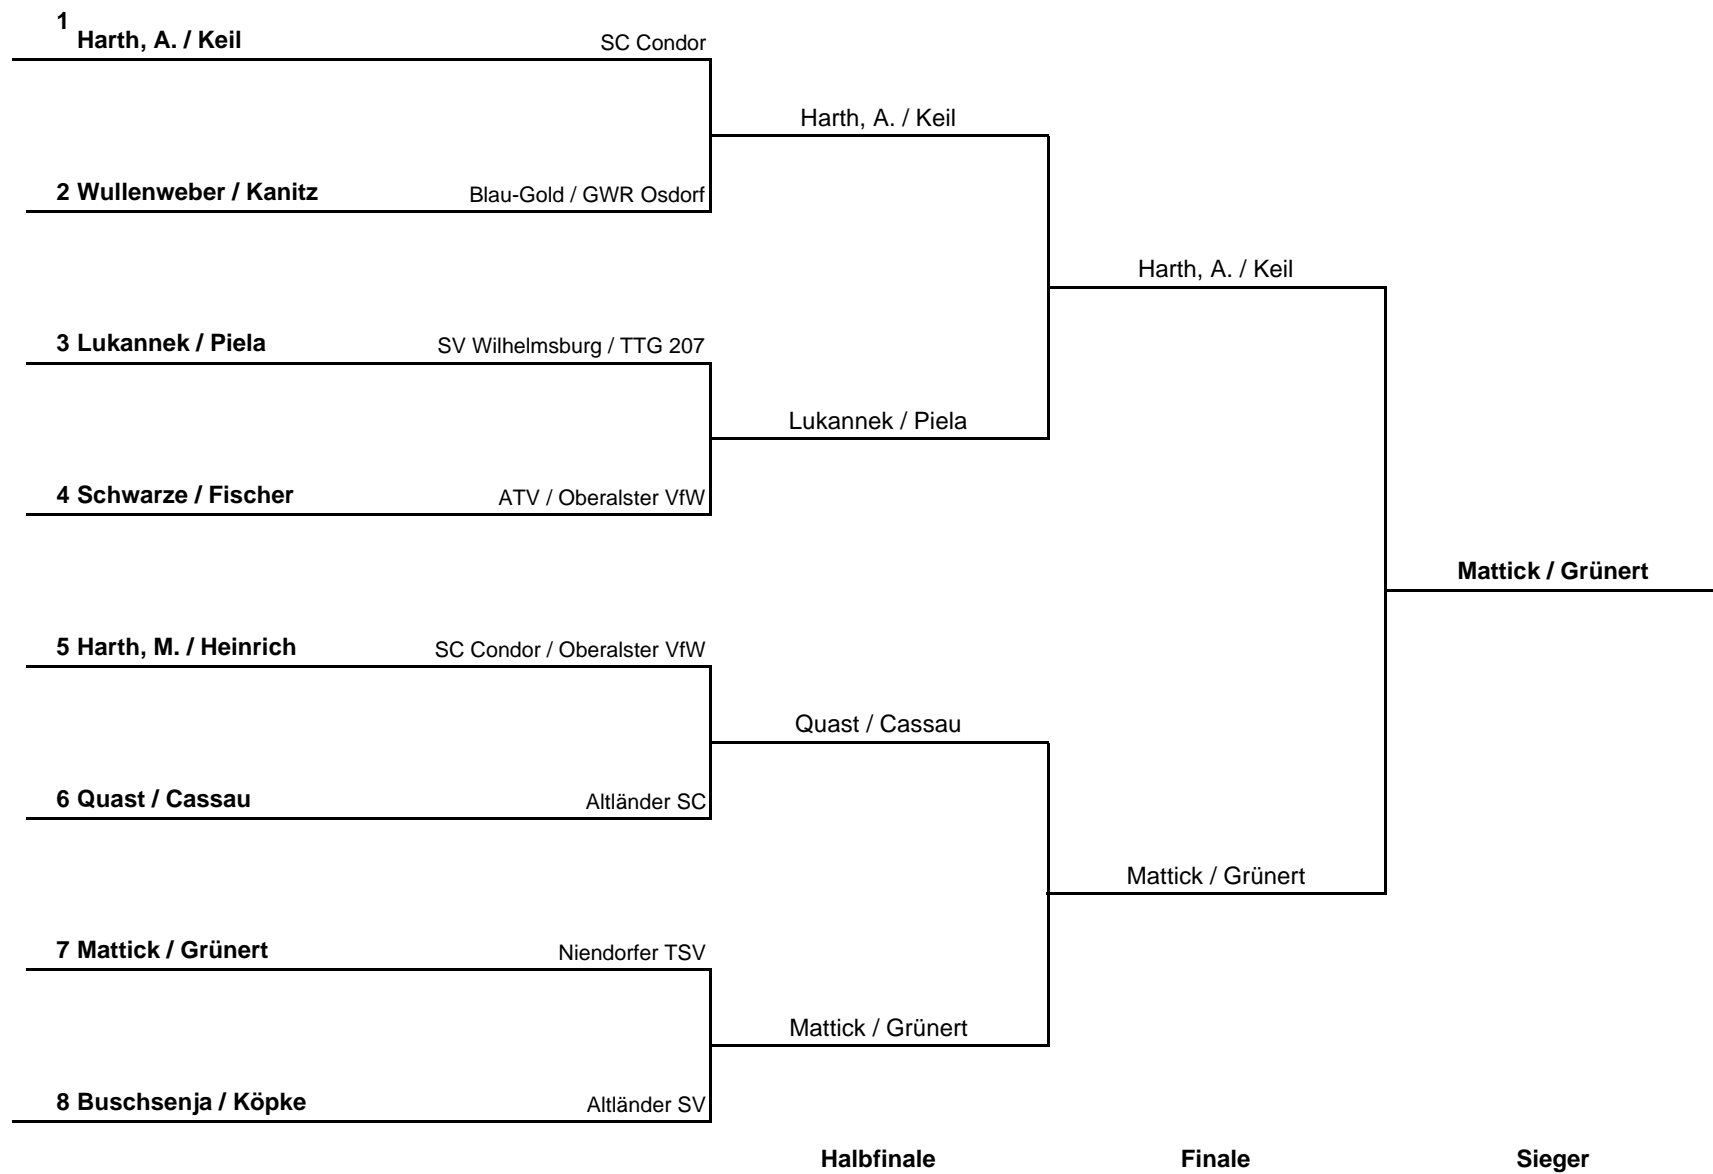 1
Harth, A. / Keil SC Condor
Harth, A. / Keil
2 Wullenweber / Kanitz Blau-Gold / GWR Osdorf
Harth, A. / Keil
3 Lukannek / Piela SV Wilhelmsburg / TTG 207
Lukannek / Piela
4 Schwarze / Fischer ATV / Oberalster VfW
Mattick / Grünert
5 Harth, M. / Heinrich SC Condor / Oberalster VfW
Quast / Cassau
6 Quast / Cassau Altländer SC
Mattick / Grünert
7 Mattick / Grünert Niendorfer TSV
Mattick / Grünert
8 Buschsenja / Köpke Altländer SV
Halbfinale Finale Sieger